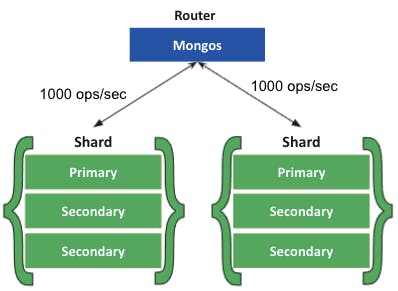 Router
Mongos
1000 ops/sec
1000 ops/sec
Shard
Shard
Primary
Primary
Secondary
Secondary
Secondary
Secondary